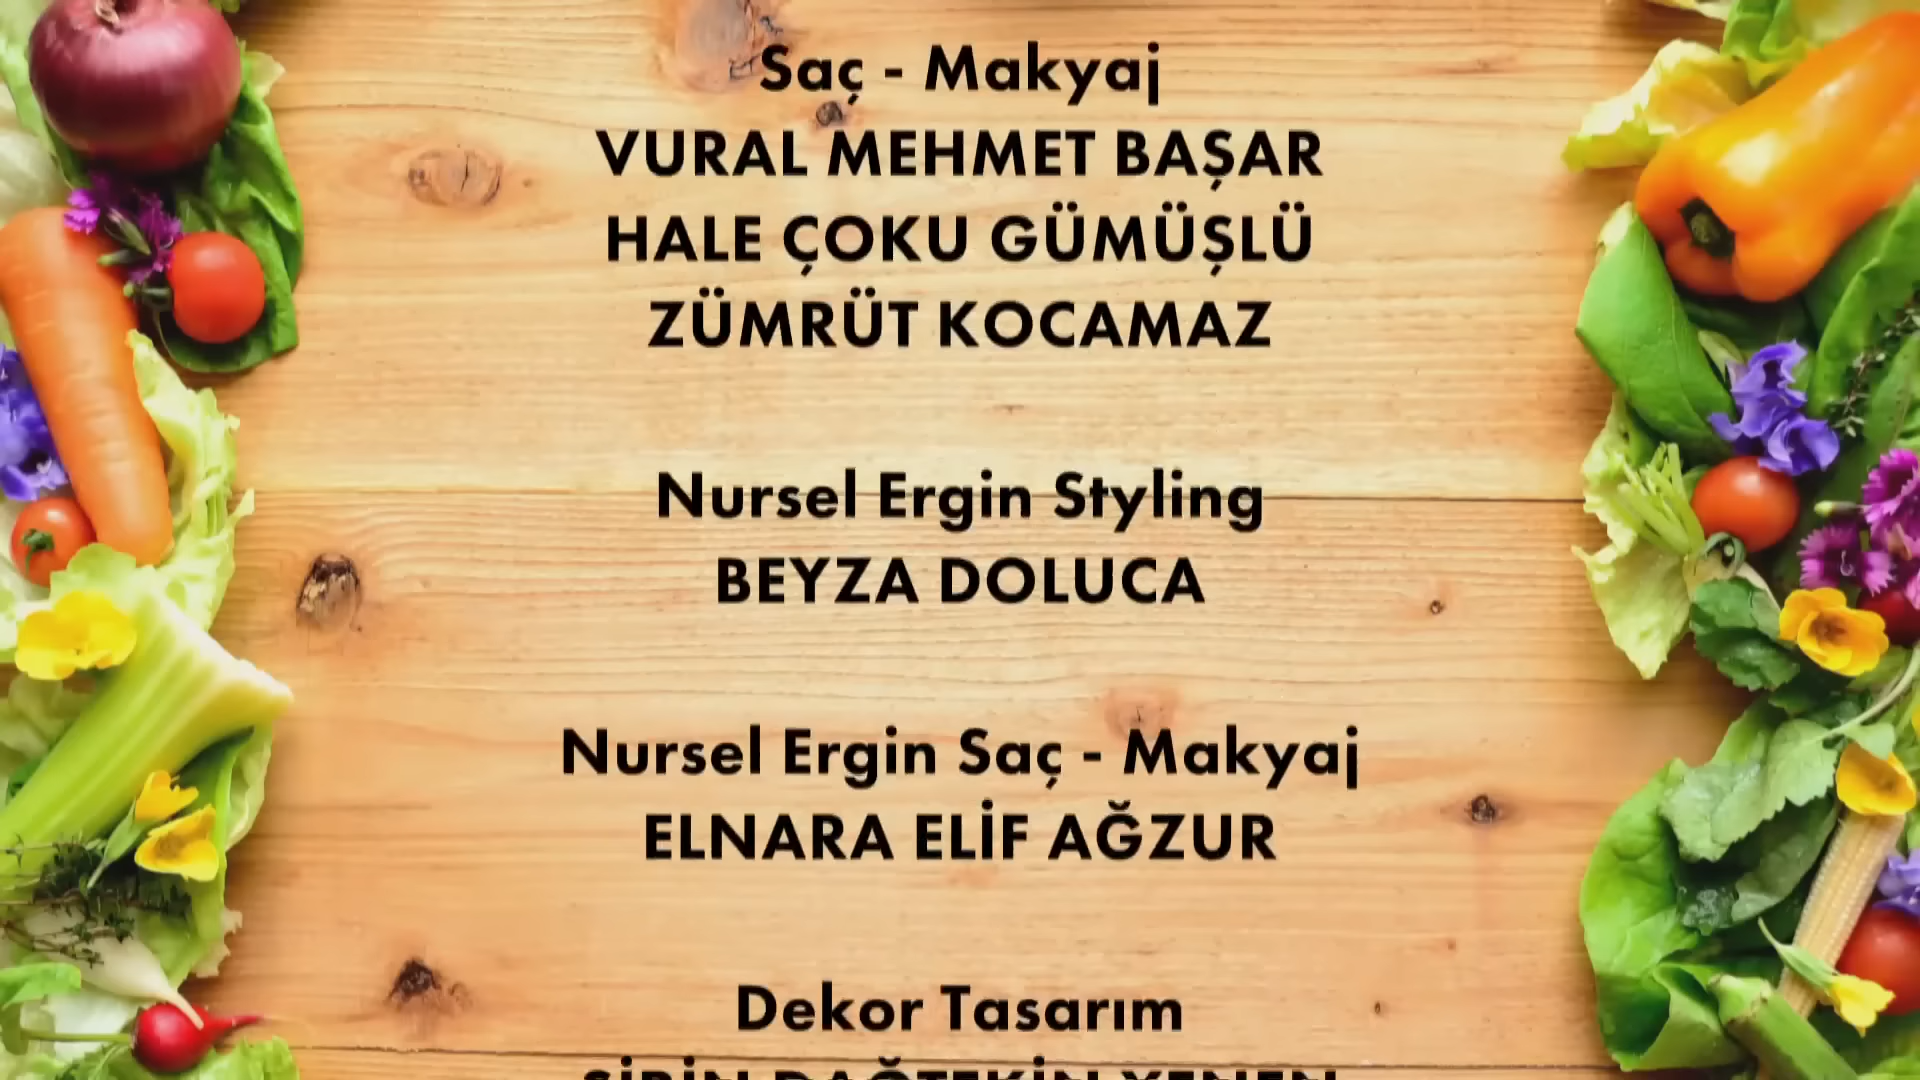 Saç - Makyaj
VURAL MEHMET BAŞAR
HALE ÇOKU GÜMÜŞLÜ
ZÜMRÜT KOCAMAZ
Nursel Ergin Styling
BEYZA DOLUCA
Nursel Ergin Saç - Makyaj
ELNARA ELİF AĞZUR
Dekor Tasarım